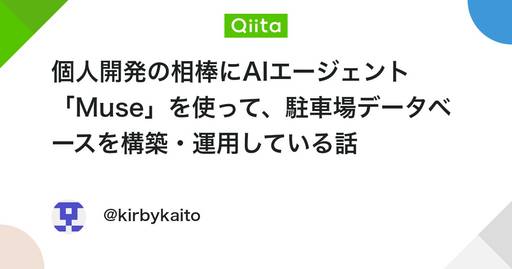 Qiita
個人開発の相棒にAIエージェント
「Muse」を使って、駐車場データベ
ースを構築・運用している話
@kirbykaito